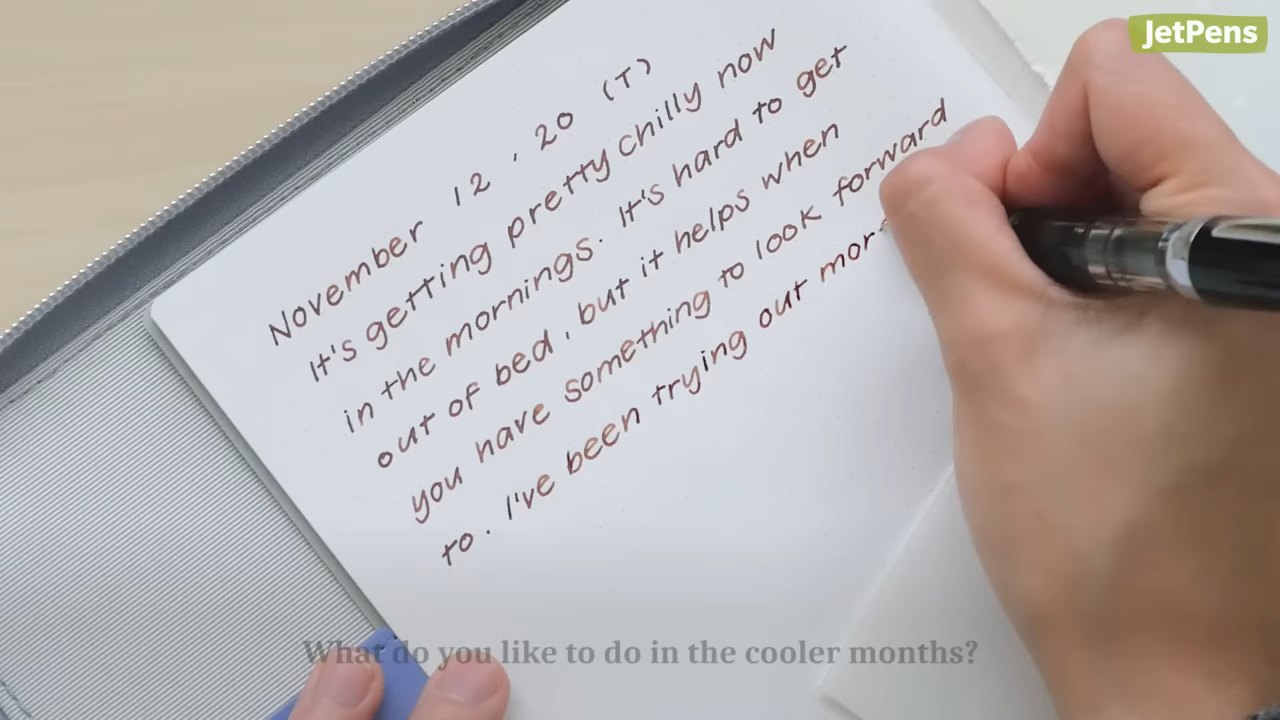 JetPens
November 12, 20 (T)
It's getting pretty chilly now
in the mornings. It's hard to get
out of bed, but it helps when
you have something to look forward
to. I've been trying out mor
What do you like to do in the cooler months?